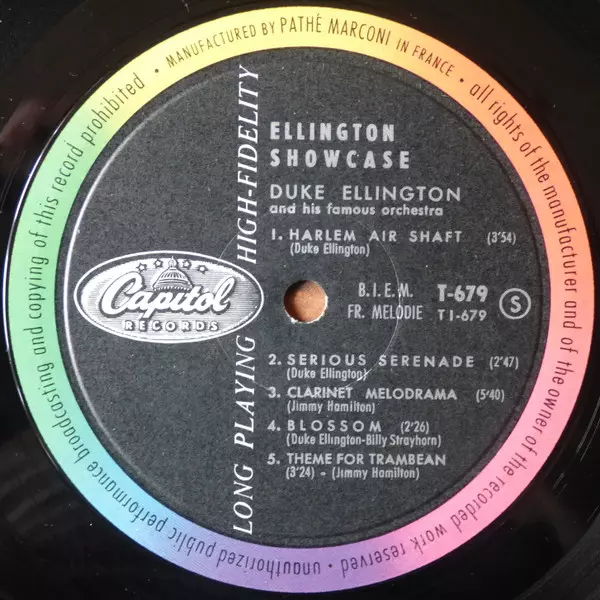 MANUFACTURED BY PATHÉ MARCONI IN FRANCE • all rights of the manufacturer and of the owner of the recorded work reserved • unauthorized public performance broadcasting and copying of this record prohibited •
LONG PLAYING HIGH-FIDELITY
ELLINGTON
SHOWCASE
DUKE ELLINGTON
and his famous orchestra
1. HARLEM AIR SHAFT (3'54)
(Duke Ellington)
Capitol
RECORDS
B.I.E.M. T-679 S
FR. MELODIE T1-679
2. SERIOUS SERENADE (2'47)
(Duke Ellington)
3. CLARINET MELODRAMA (5'40)
(Jimmy Hamilton)
4. BLOSSOM (2'26)
(Duke Ellington-Billy Strayhorn)
5. THEME FOR TRAMBEAN
(3'24) - (Jimmy Hamilton)